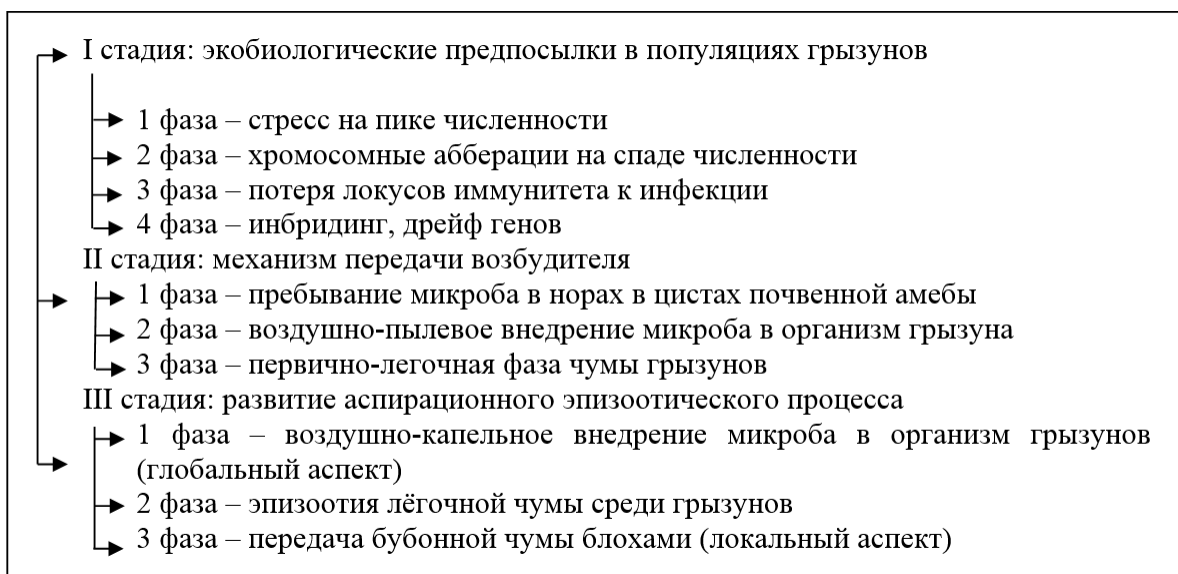 I стадия: экобиологические предпосылки в популяциях грызунов
1 фаза – стресс на пике численности
2 фаза – хромосомные абберации на спаде численности
3 фаза – потеря локусов иммунитета к инфекции
4 фаза – инбридинг, дрейф генов
II стадия: механизм передачи возбудителя
1 фаза – пребывание микроба в норах в цистах почвенной амебы
2 фаза – воздушно-пылевое внедрение микроба в организм грызуна
3 фаза – первично-легочная фаза чумы грызунов
III стадия: развитие аспирационного эпизоотического процесса
1 фаза – воздушно-капельное внедрение микроба в организм грызунов
(глобальный аспект)
2 фаза – эпизоотия лёгочной чумы среди грызунов
3 фаза – передача бубонной чумы блохами (локальный аспект)